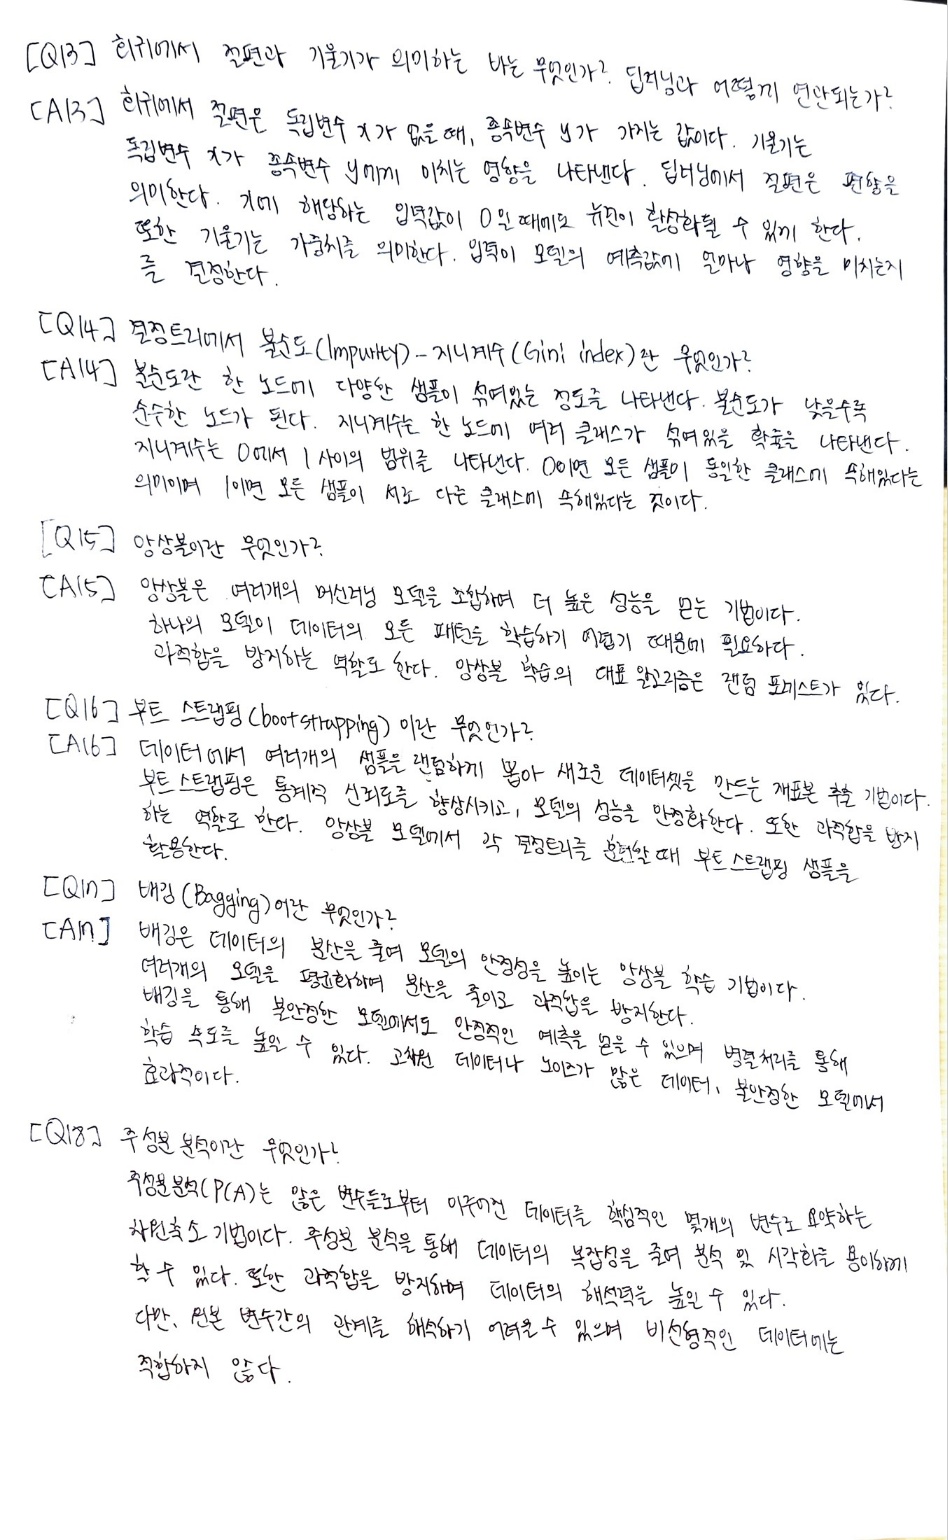 [Q13] 회귀에서 절편과 기울기가 의미하는 바는 무엇인가? 딥러닝과 어떻게 연관되는가?
[A13] 회귀에서 절편은 독립변수 x가 없을 때, 종속변수 y가 가지는 값이다. 기울기는
독립변수 x가 종속변수 y에게 미치는 영향을 나타낸다. 딥러닝에서 절편은 편향을
의미한다. 이에 해당하는 입력값이 0일 때에도 뉴런이 활성화될 수 있게 한다.
또한 기울기는 가중치를 의미한다. 입력이 모델의 예측값에 얼마나 영향을 미치는지
를 결정한다.
[Q14] 결정트리에서 불순도(Impurity) - 지니계수(Gini index)란 무엇인가?
[A14] 불순도란 한 노드에 다양한 샘플이 섞여있는 정도를 나타낸다. 불순도가 낮을수록
순수한 노드가 된다. 지니계수는 한 노드에 여러 클래스가 섞여있을 확률을 나타낸다.
지니계수는 0에서 1 사이의 범위를 나타낸다. 0이면 모든 샘플이 동일한 클래스에 속해있다는
의미이며 1이면 모든 샘플이 서로 다른 클래스에 속해있다는 것이다.
[Q15] 앙상블이란 무엇인가?
[A15] 앙상블은 여러개의 머신러닝 모델을 조합하여 더 높은 성능을 얻는 기법이다.
하나의 모델이 데이터의 모든 패턴을 학습하기 어렵기 때문에 필요하다.
과적합을 방지하는 역할도 한다. 앙상블 학습의 대표 알고리즘은 랜덤 포레스트가 있다.
[Q16] 부트 스트랩핑(bootstrapping)이란 무엇인가?
[A16] 데이터에서 여러개의 샘플을 랜덤하게 뽑아 새로운 데이터셋을 만드는 재표본 추출 기법이다.
부트스트랩핑은 통계적 신뢰도를 향상시키고, 모델의 성능을 안정화한다. 또한 과적합을 방지
하는 역할도 한다. 앙상블 모델에서 각 결정트리를 훈련할 때 부트스트랩핑 샘플을
활용한다.
[Q17] 배깅(Bagging)이란 무엇인가?
[A17] 배깅은 데이터의 분산을 줄여 모델의 안정성을 높이는 앙상블 학습 기법이다.
여러개의 모델을 평균화하여 분산을 줄이고 과적합을 방지한다.
배깅을 통해 불안정한 모델에서도 안정적인 예측을 얻을 수 있으며 병렬처리를 통해
학습 속도를 높일 수 있다. 고차원 데이터나 노이즈가 많은 데이터, 불안정한 모델에서
효과적이다.
[Q18] 주성분 분석이란 무엇인가?
주성분분석(PCA)는 많은 변수들로부터 이루어진 데이터를 핵심적인 몇개의 변수로 요약하는
차원축소 기법이다. 주성분 분석을 통해 데이터의 복잡성을 줄여 분석 및 시각화를 용이하게
할 수 있다. 또한 과적합을 방지하며 데이터의 해석력을 높일 수 있다.
다만, 원본 변수간의 관계를 해석하기 어려울 수 있으며 비선형적인 데이터에는
적합하지 않다.